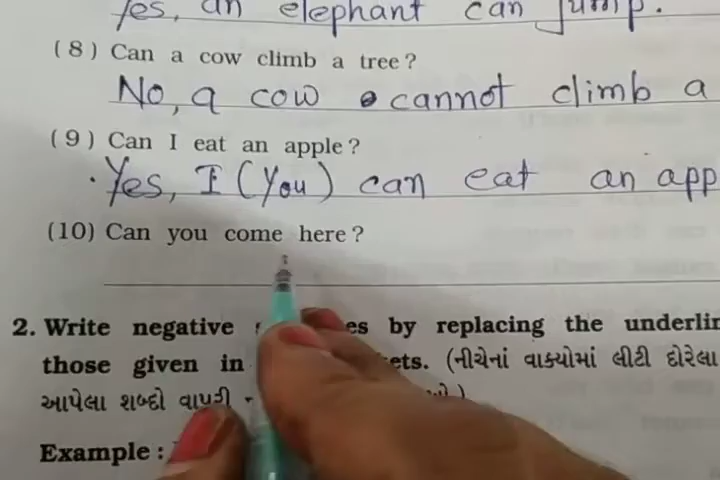 Yes, an elephant can jump.
(8) Can a cow climb a tree?
No, a cow cannot climb a
(9) Can I eat an apple?
Yes, I (You) can eat an app
(10) Can you come here?
2. Write negative es by replacing the underlin
those given in ets. (નીચેનાં વાક્યોમાં લીટી દોરેલા
આપેલા શબ્દો
Example :